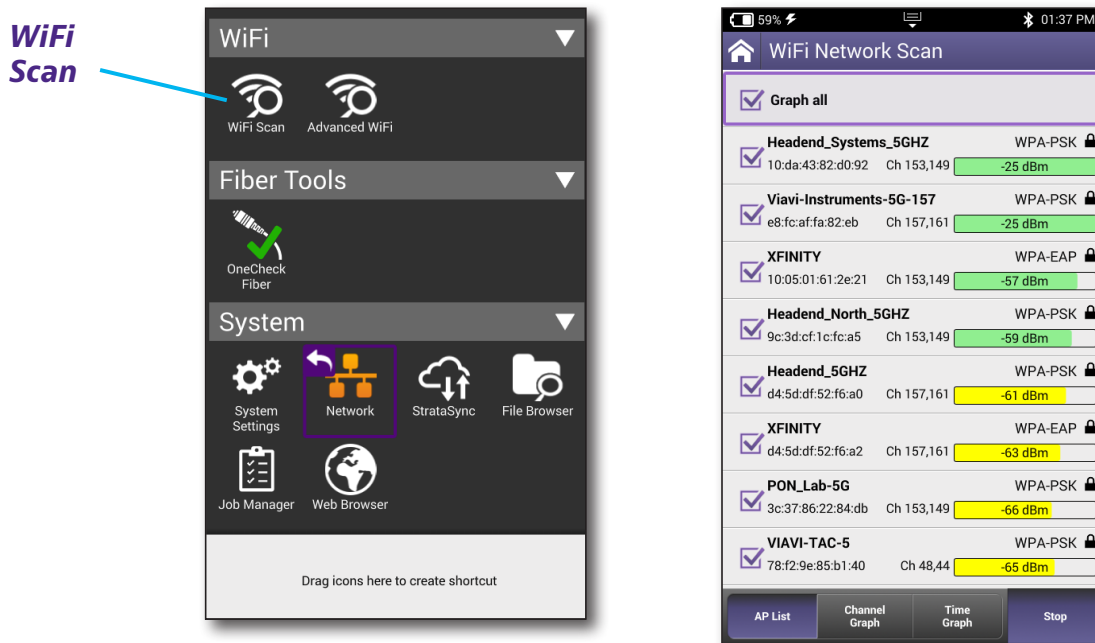 WiFi
Scan
WiFi
WiFi Scan
Advanced WiFi
Fiber Tools
OneCheck
Fiber
System
System
Settings
Network
StrataSync
File Browser
Job Manager
Web Browser
Drag icons here to create shortcut
59%
01:37 PM
WiFi Network Scan
Graph all
Headend_Systems_5GHZ WPA-PSK
10:da:43:82:d0:92 Ch 153,149 -25 dBm
Viavi-Instruments-5G-157 WPA-PSK
e8:fc:af:fa:82:eb Ch 157,161 -25 dBm
XFINITY WPA-EAP
10:05:01:61:2e:21 Ch 153,149 -57 dBm
Headend_North_5GHZ WPA-PSK
9c:3d:cf:1c:fc:a5 Ch 153,149 -59 dBm
Headend_5GHZ WPA-PSK
d4:5d:df:52:f6:a0 Ch 157,161 -61 dBm
XFINITY WPA-EAP
d4:5d:df:52:f6:a2 Ch 157,161 -63 dBm
PON_Lab-5G WPA-PSK
3c:37:86:22:84:db Ch 153,149 -66 dBm
VIAVI-TAC-5 WPA-PSK
78:f2:9e:85:b1:40 Ch 48,44 -65 dBm
AP List
Channel
Graph
Time
Graph
Stop